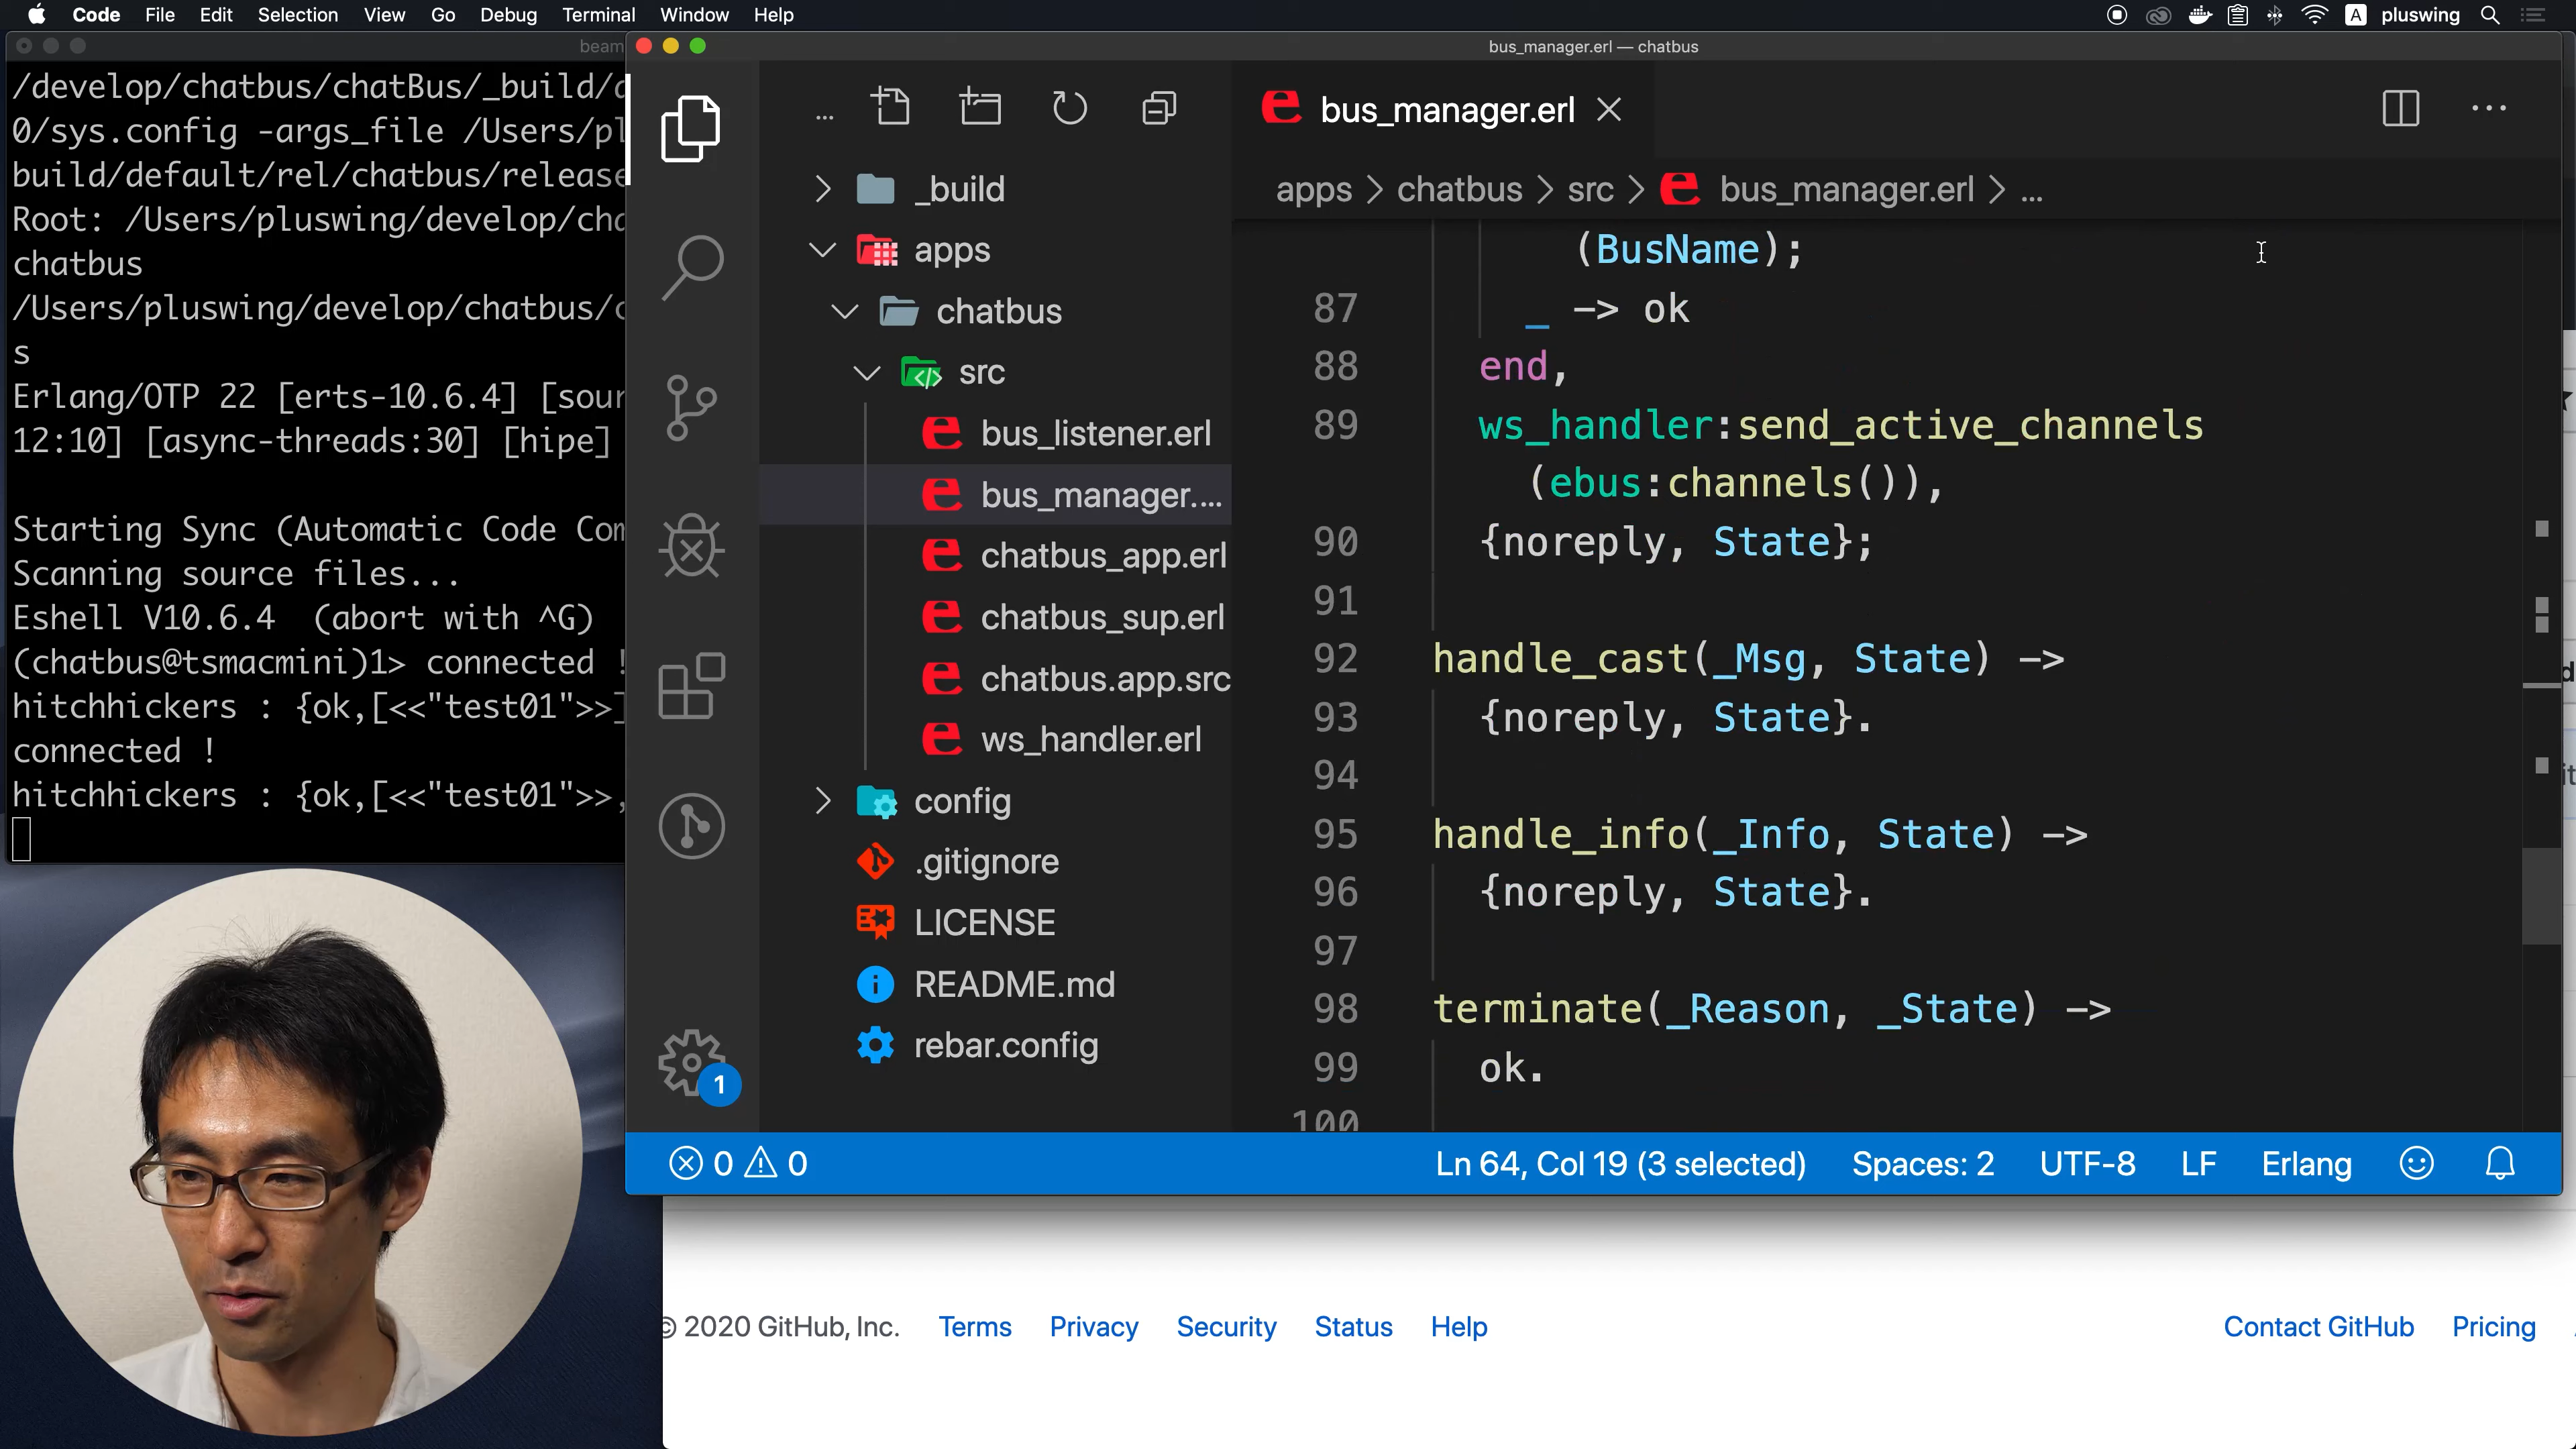 Code File Edit Selection View Go Debug Terminal Window Help
A pluswing
beam
/develop/chatbus/chatBus/_build/
0/sys.config -args_file /Users/pl
build/default/rel/chatbus/release
Root: /Users/pluswing/develop/cha
chatbus
/Users/pluswing/develop/chatbus/c
s
Erlang/OTP 22 [erts-10.6.4] [sour
12:10] [async-threads:30] [hipe]
Starting Sync (Automatic Code Com
Scanning source files...
Eshell V10.6.4 (abort with ^G)
(chatbus@tsmacmini)1> connected !
hitchhickers : {ok,[<<"test01">>]
connected !
hitchhickers : {ok,[<<"test01">>,
bus_manager.erl — chatbus
...
_build
apps
chatbus
src
bus_listener.erl
bus_manager....
chatbus_app.erl
chatbus_sup.erl
chatbus.app.src
ws_handler.erl
config
.gitignore
LICENSE
README.md
rebar.config
1
bus_manager.erl
apps > chatbus > src > bus_manager.erl > ...
(BusName);
87 _ -> ok
88 end,
89 ws_handler:send_active_channels
(ebus:channels()),
90 {noreply, State};
91
92 handle_cast(_Msg, State) ->
93 {noreply, State}.
94
95 handle_info(_Info, State) ->
96 {noreply, State}.
97
98 terminate(_Reason, _State) ->
99 ok.
100
0 0 Ln 64, Col 19 (3 selected) Spaces: 2 UTF-8 LF Erlang
© 2020 GitHub, Inc. Terms Privacy Security Status Help Contact GitHub Pricing